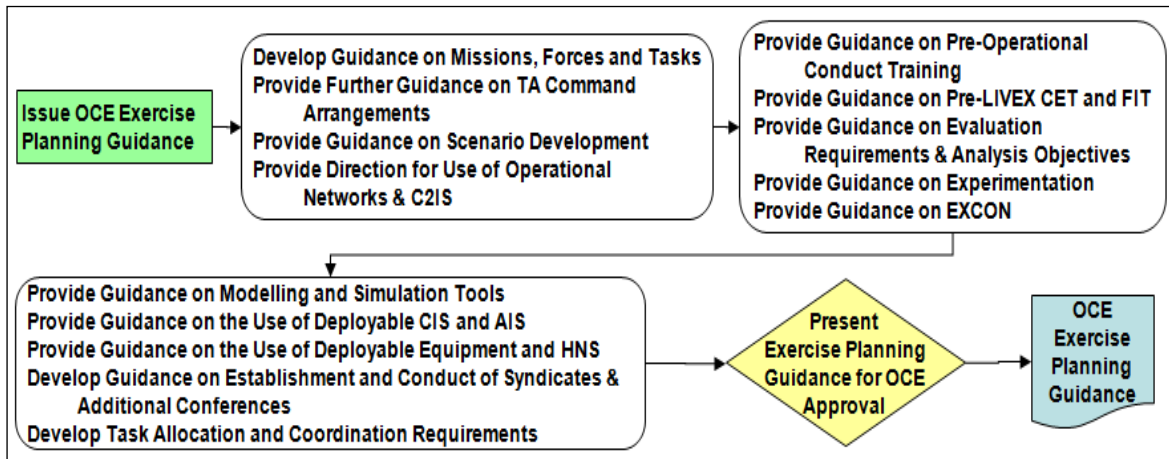 Issue OCE Exercise
Planning Guidance
Develop Guidance on Missions, Forces and Tasks
Provide Further Guidance on TA Command
Arrangements
Provide Guidance on Scenario Development
Provide Direction for Use of Operational
Networks & C2IS
Provide Guidance on Pre-Operational
Conduct Training
Provide Guidance on Pre-LIVEX CET and FIT
Provide Guidance on Evaluation
Requirements & Analysis Objectives
Provide Guidance on Experimentation
Provide Guidance on EXCON
Provide Guidance on Modelling and Simulation Tools
Provide Guidance on the Use of Deployable CIS and AIS
Provide Guidance on the Use of Deployable Equipment and HNS
Develop Guidance on Establishment and Conduct of Syndicates &
Additional Conferences
Develop Task Allocation and Coordination Requirements
Present
Exercise Planning
Guidance for OCE
Approval
OCE
Exercise
Planning
Guidance